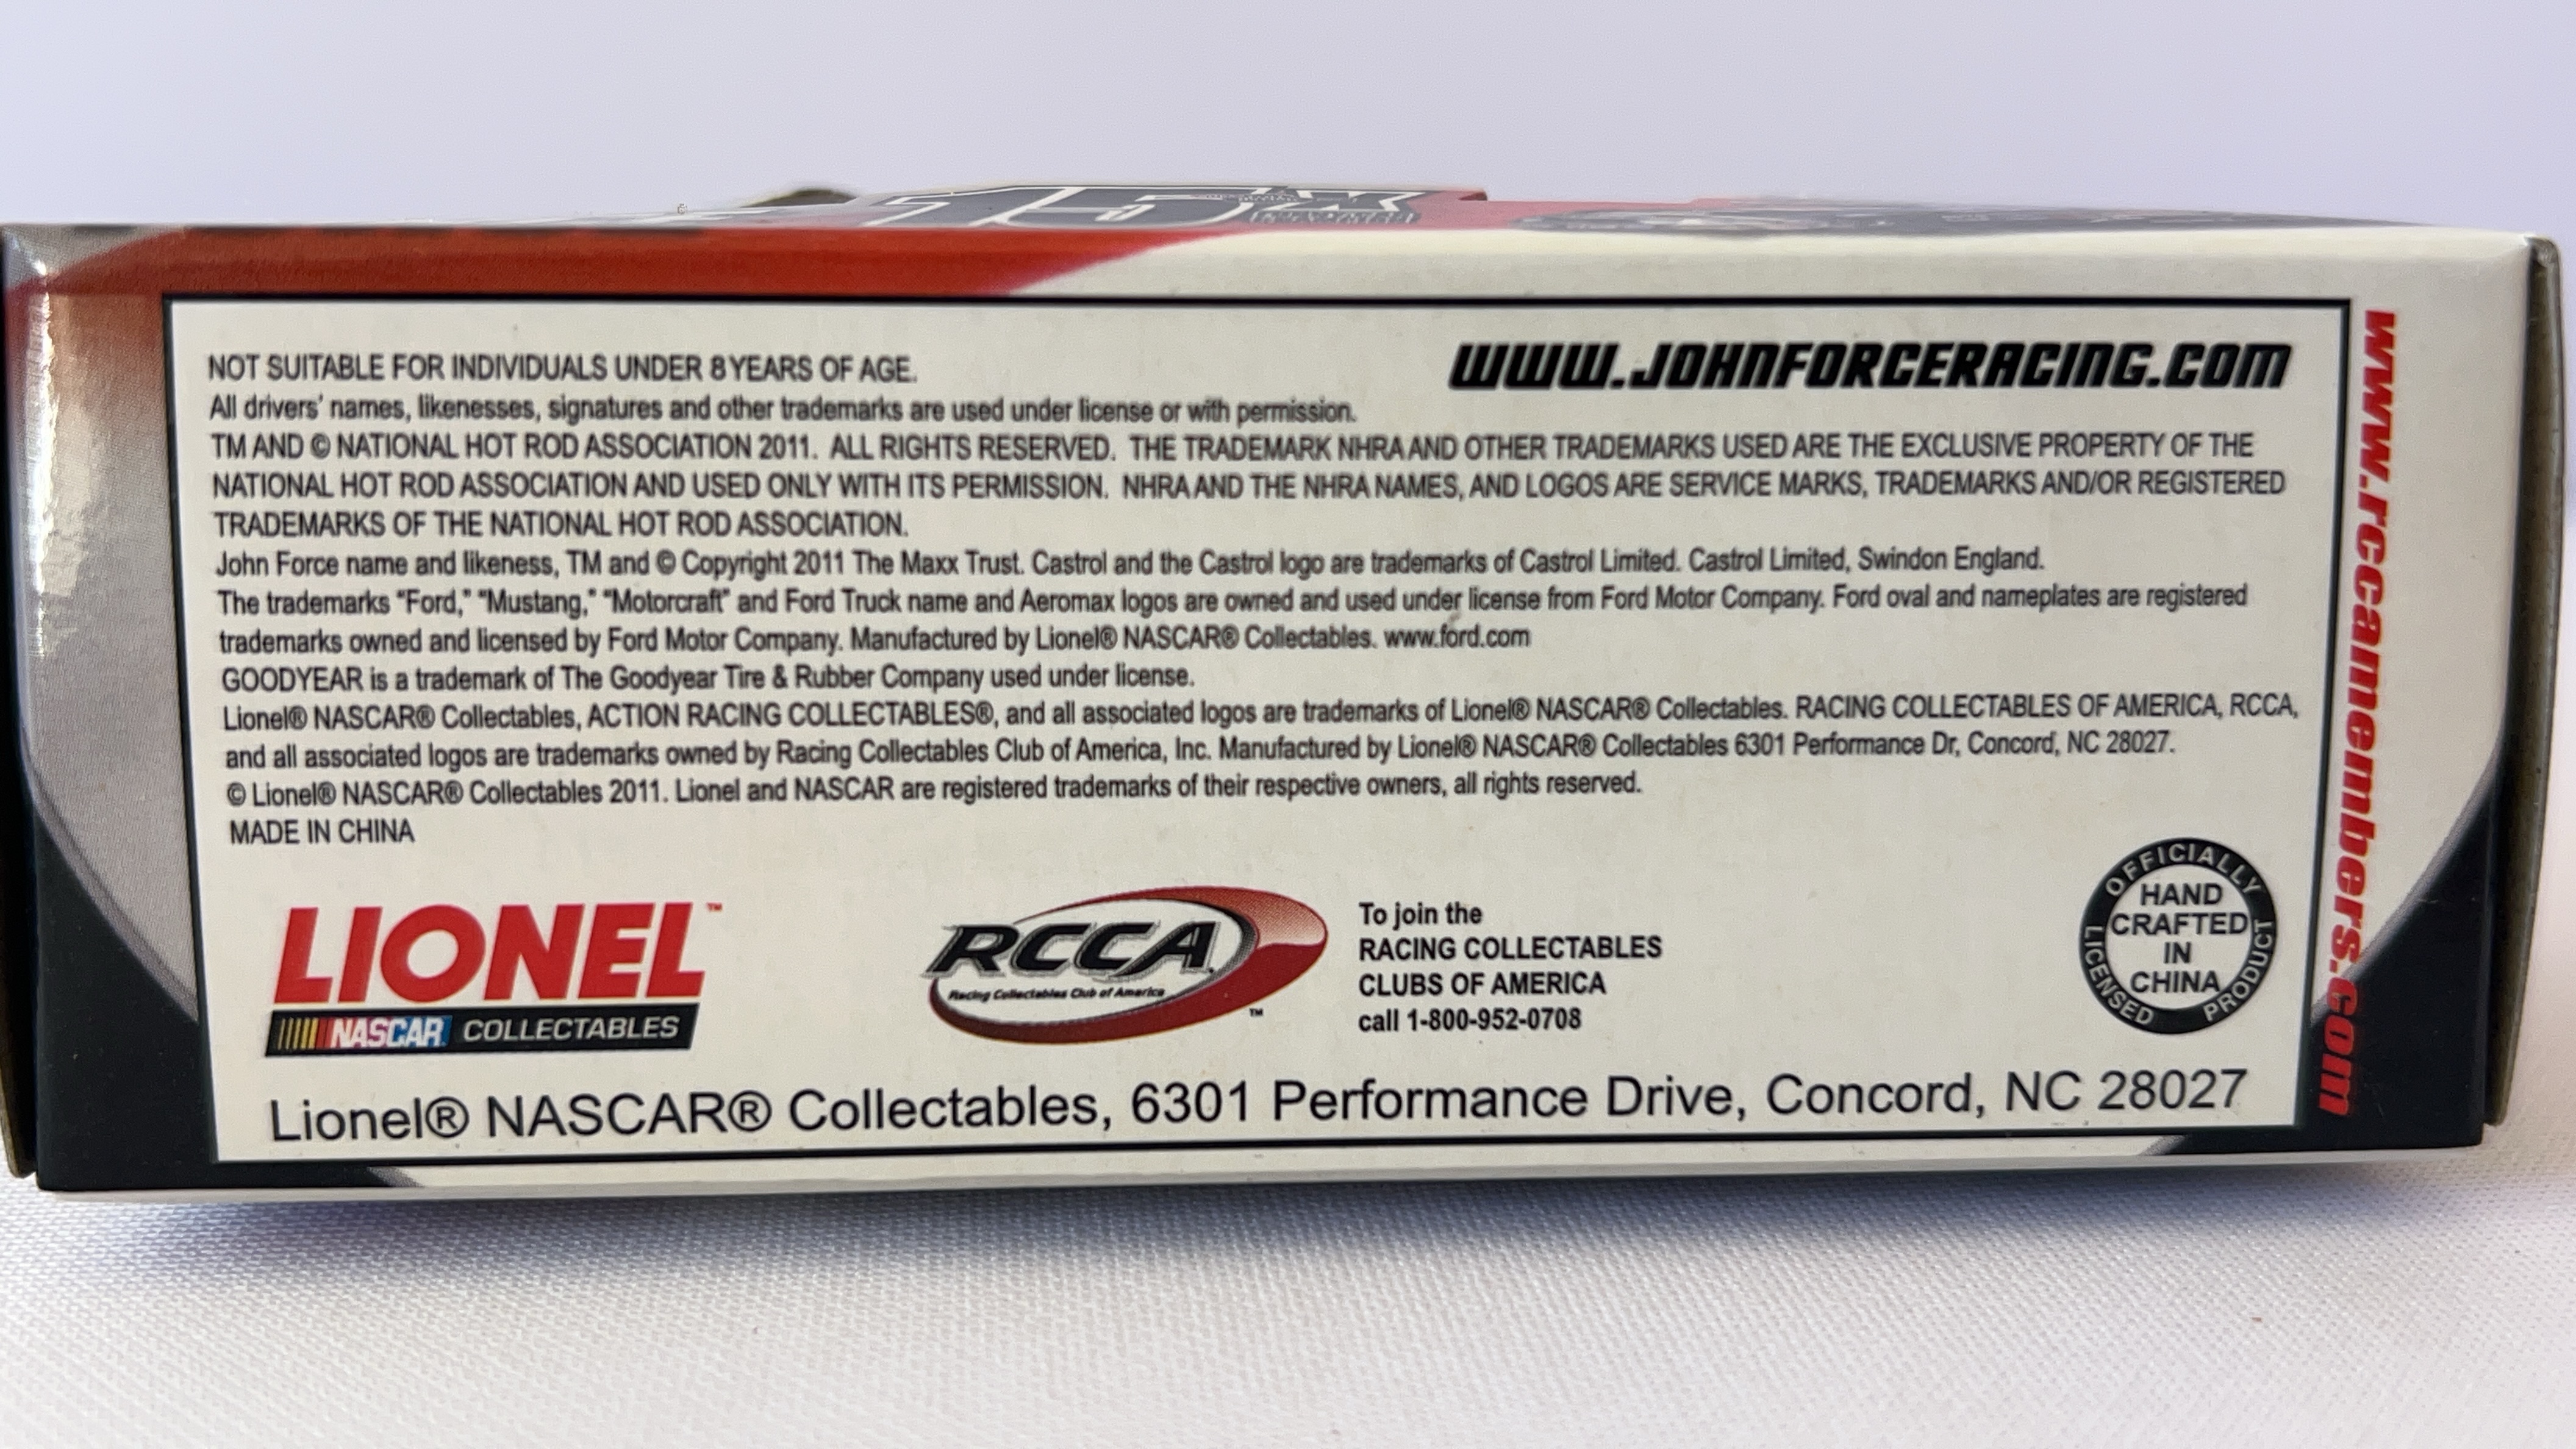 15X
NOT SUITABLE FOR INDIVIDUALS UNDER 8 YEARS OF AGE.
WWW.JOHNFORCERACING.COM
All drivers' names, likenesses, signatures and other trademarks are used under license or with permission.
TM AND © NATIONAL HOT ROD ASSOCIATION 2011. ALL RIGHTS RESERVED. THE TRADEMARK NHRA AND OTHER TRADEMARKS USED ARE THE EXCLUSIVE PROPERTY OF THE
NATIONAL HOT ROD ASSOCIATION AND USED ONLY WITH ITS PERMISSION. NHRA AND THE NHRA NAMES, AND LOGOS ARE SERVICE MARKS, TRADEMARKS AND/OR REGISTERED
TRADEMARKS OF THE NATIONAL HOT ROD ASSOCIATION.
John Force name and likeness, TM and © Copyright 2011 The Maxx Trust. Castrol and the Castrol logo are trademarks of Castrol Limited. Castrol Limited, Swindon England.
The trademarks "Ford," "Mustang," "Motorcraft" and Ford Truck name and Aeromax logos are owned and used under license from Ford Motor Company. Ford oval and nameplates are registered
trademarks owned and licensed by Ford Motor Company. Manufactured by Lionel® NASCAR® Collectables. www.ford.com
GOODYEAR is a trademark of The Goodyear Tire & Rubber Company used under license.
Lionel® NASCAR® Collectables, ACTION RACING COLLECTABLES®, and all associated logos are trademarks of Lionel® NASCAR® Collectables. RACING COLLECTABLES OF AMERICA, RCCA,
and all associated logos are trademarks owned by Racing Collectables Club of America, Inc. Manufactured by Lionel® NASCAR® Collectables 6301 Performance Dr, Concord, NC 28027.
© Lionel® NASCAR® Collectables 2011. Lionel and NASCAR are registered trademarks of their respective owners, all rights reserved.
MADE IN CHINA
LIONEL™
NASCAR COLLECTABLES
RCCA
Racing Collectables Club of America™
To join the
RACING COLLECTABLES
CLUBS OF AMERICA
call 1-800-952-0708
OFFICIALLY LICENSED PRODUCT
HAND
CRAFTED
IN
CHINA
Lionel® NASCAR® Collectables, 6301 Performance Drive, Concord, NC 28027
www.rccamembers.com